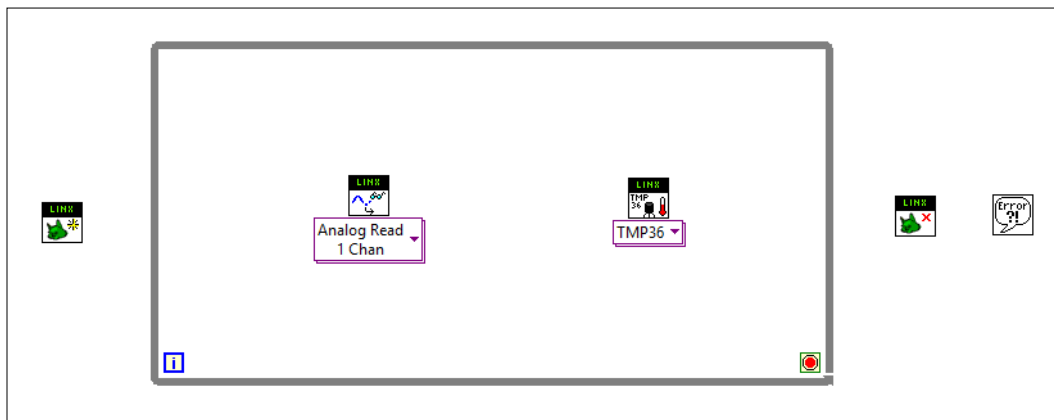 LINX
LINX
Analog Read
1 Chan
LINX
TMP
36
TMP36
i
LINX
Error
?!